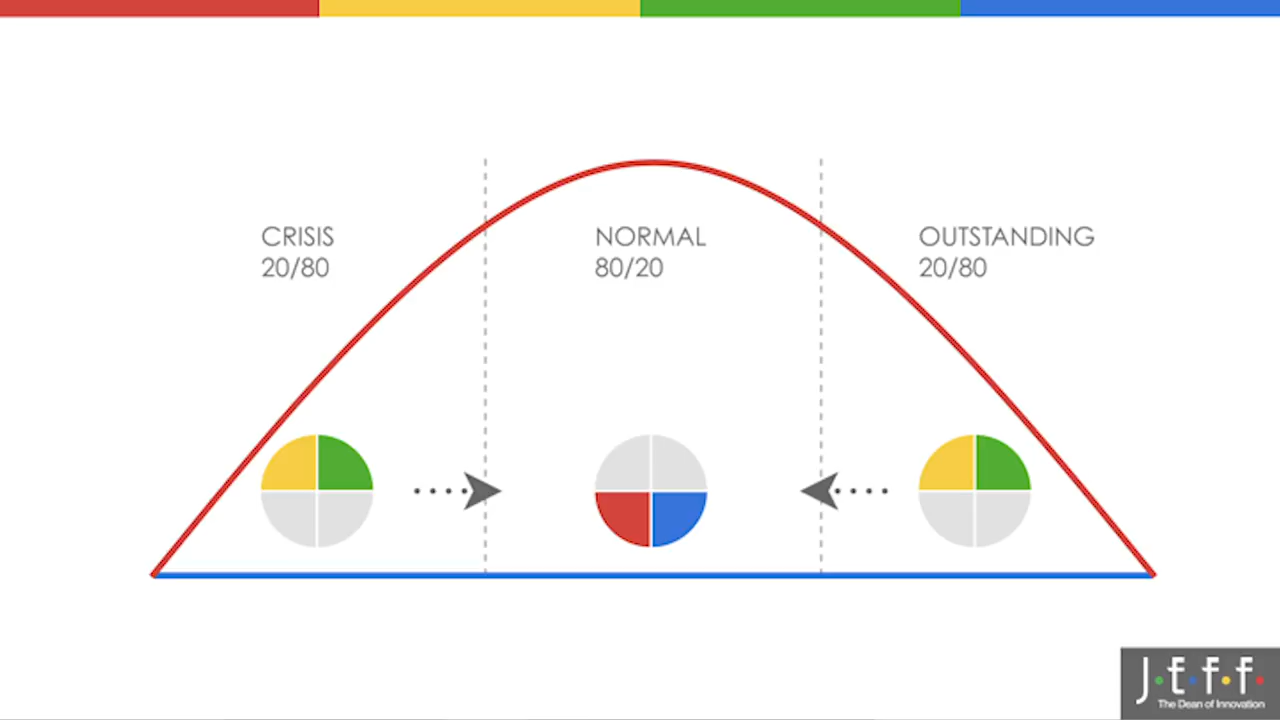 CRISIS
20/80
NORMAL
80/20
OUTSTANDING
20/80
J.e.f.f.
The Dean of Innovation